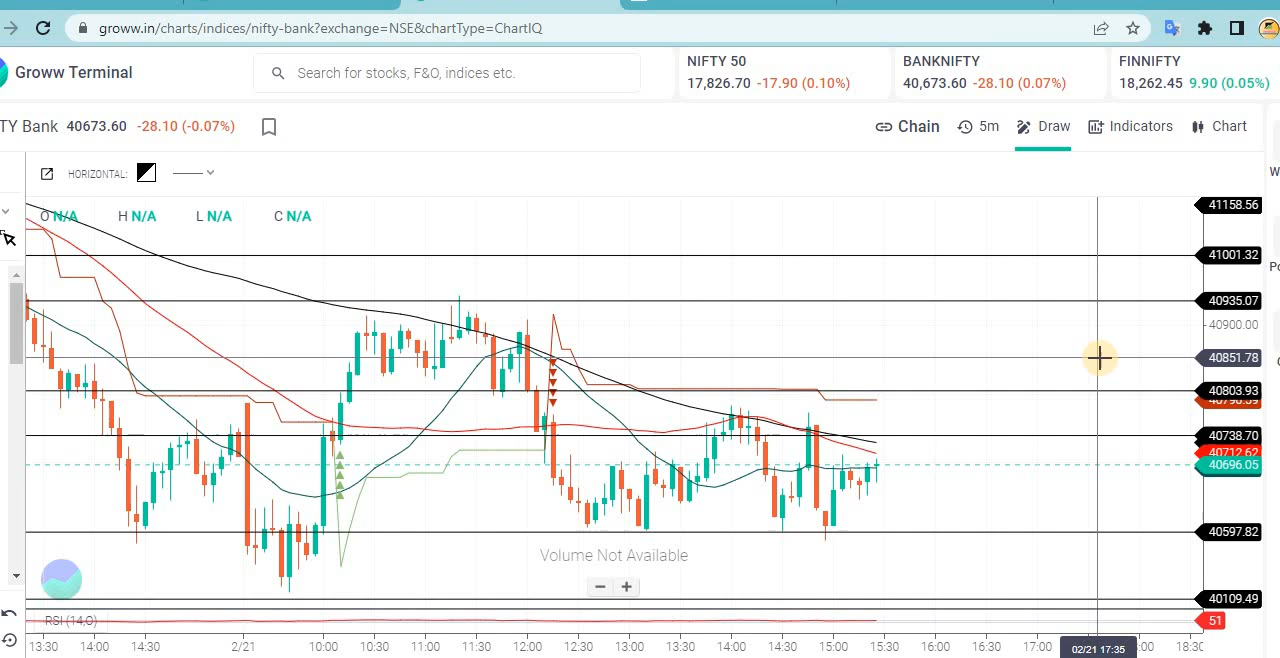 groww.in/charts/indices/nifty-bank?exchange=NSE&chartType=ChartIQ
Groww Terminal
Search for stocks, F&O, indices etc.
NIFTY 50
17,826.70 -17.90 (0.10%)
BANKNIFTY
40,673.60 -28.10 (0.07%)
FINNIFTY
18,262.45 9.90 (0.05%)
TY Bank 40673.60 -28.10 (-0.07%)
Chain 5m Draw Indicators Chart
HORIZONTAL:
O N/A H N/A L N/A C N/A
41158.56
41001.32
40935.07
40900.00
40851.78
40803.93
40738.70
40712.62
40696.05
40597.82
Volume Not Available
40109.49
RSI (14,0)
51
13:30 14:00 14:30 2/21 10:00 10:30 11:00 11:30 12:00 12:30 13:00 13:30 14:00 14:30 15:00 15:30 16:00 16:30 17:00 02/21 17:35 :00 18:30